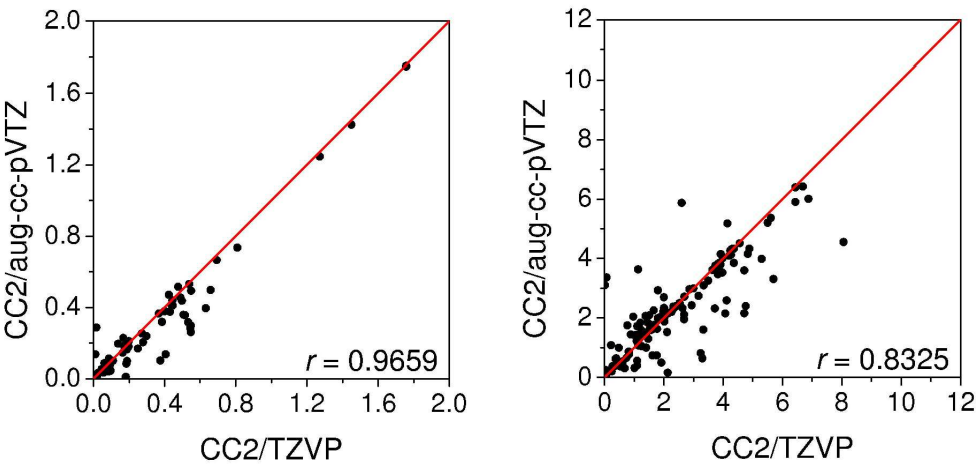 2.0
1.6
1.2
0.8
0.4
0.0
CC2/aug-cc-pVTZ
r = 0.9659
0.0 0.4 0.8 1.2 1.6 2.0
CC2/TZVP
12
10
8
6
4
2
0
CC2/aug-cc-pVTZ
r = 0.8325
0 2 4 6 8 10 12
CC2/TZVP